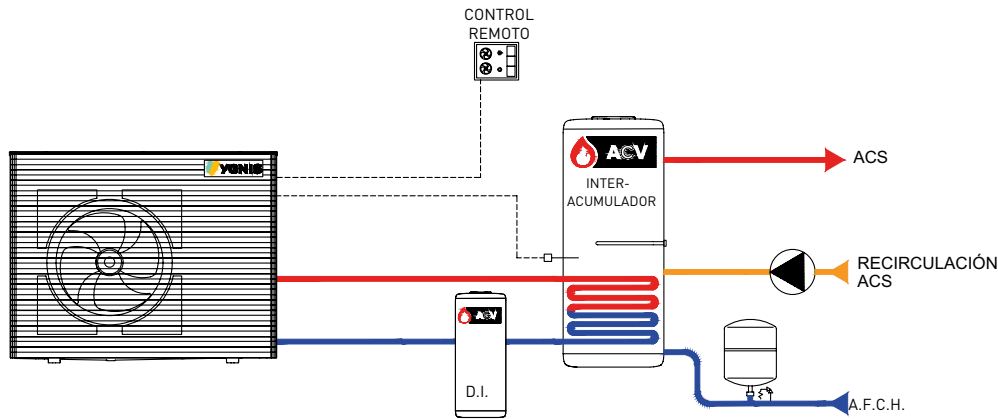 CONTROL
REMOTO
YGNIS
ACV
INTER-
ACUMULADOR
ACS
RECIRCULACIÓN
ACS
ACV
D.I.
A.F.C.H.